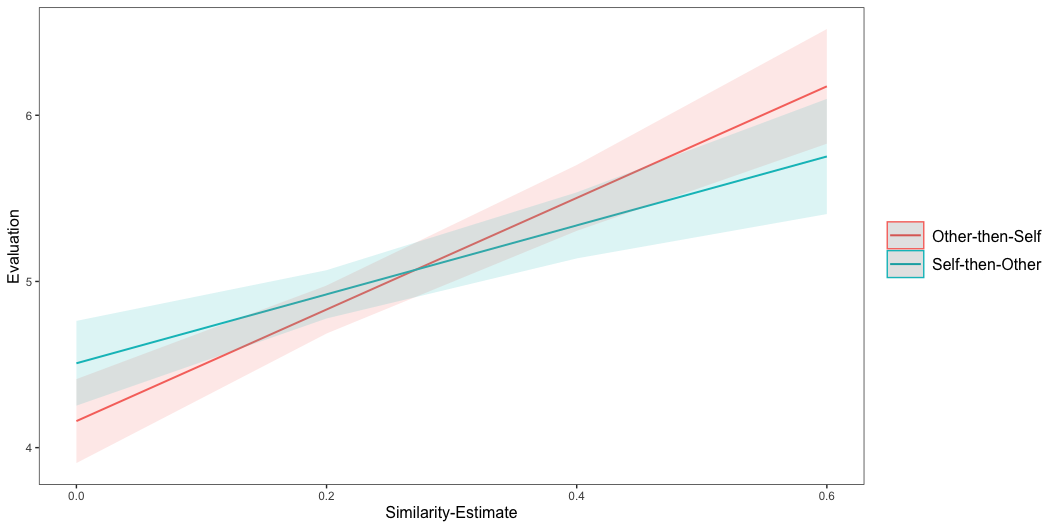 6
5
4
Evaluation
0.0
0.2
0.4
0.6
Similarity-Estimate
Other-then-Self
Self-then-Other